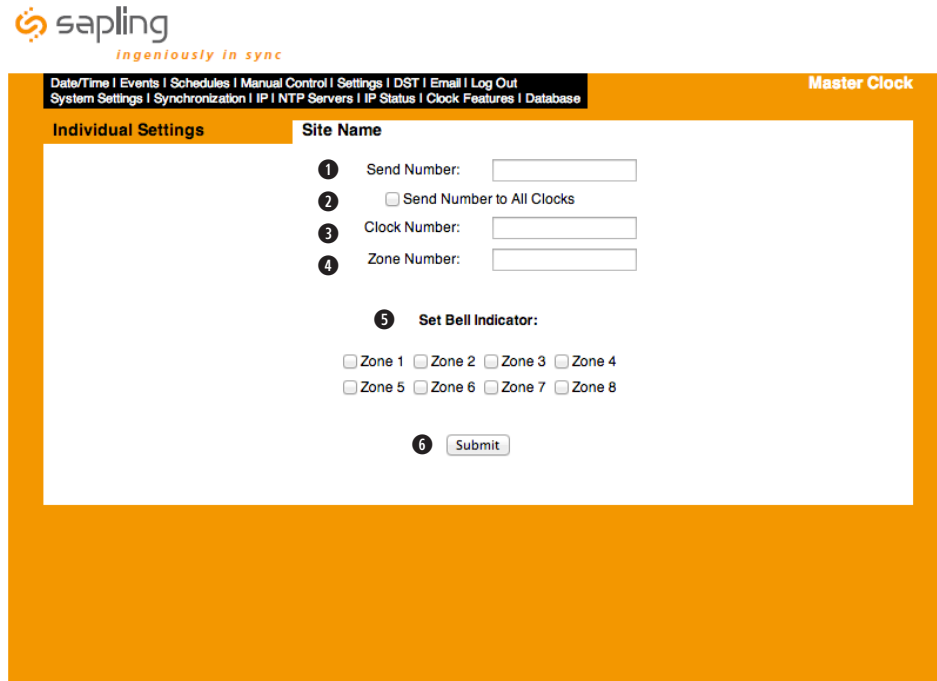 sapling
ingeniously in sync
Date/Time I Events I Schedules I Manual Control I Settings I DST I Email I Log Out
System Settings I Synchronization I IP I NTP Servers I IP Status I Clock Features I Database
Master Clock
Individual Settings
Site Name
1 Send Number:
2 Send Number to All Clocks
3 Clock Number:
4 Zone Number:
5 Set Bell Indicator:
Zone 1 Zone 2 Zone 3 Zone 4
Zone 5 Zone 6 Zone 7 Zone 8
6 Submit